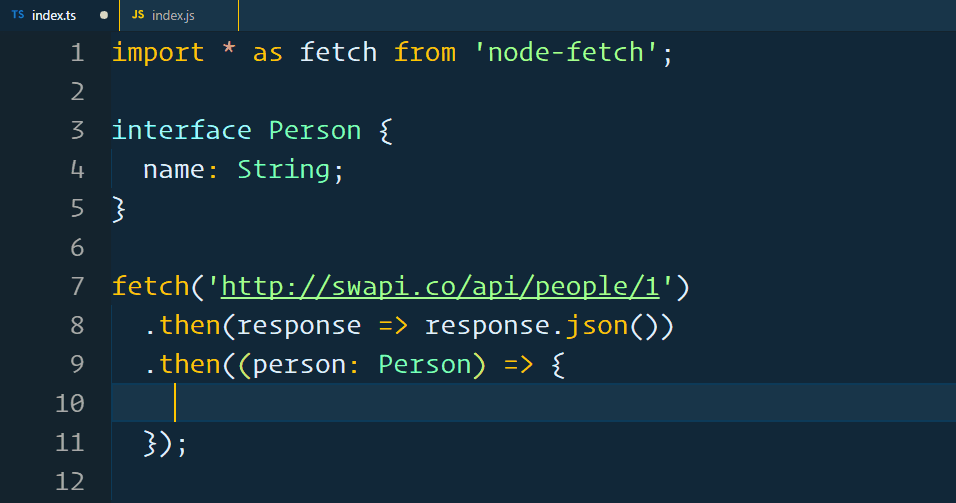 TS index.ts ● JS index.js
1 import * as fetch from 'node-fetch';
2
3 interface Person {
4   name: String;
5 }
6
7 fetch('http://swapi.co/api/people/1')
8   .then(response => response.json())
9   .then((person: Person) => {
10
11   });
12